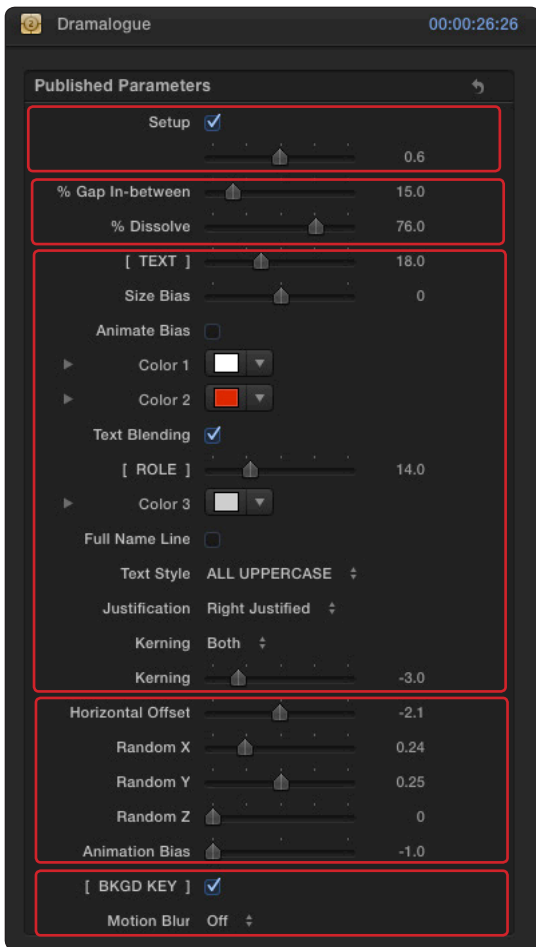 2 Dramalogue 00:00:26:26
Published Parameters
Setup
0.6
% Gap In-between 15.0
% Dissolve 76.0
[ TEXT ] 18.0
Size Bias 0
Animate Bias
Color 1
Color 2
Text Blending
[ ROLE ] 14.0
Color 3
Full Name Line
Text Style ALL UPPERCASE
Justification Right Justified
Kerning Both
Kerning -3.0
Horizontal Offset -2.1
Random X 0.24
Random Y 0.25
Random Z 0
Animation Bias -1.0
[ BKGD KEY ]
Motion Blur Off